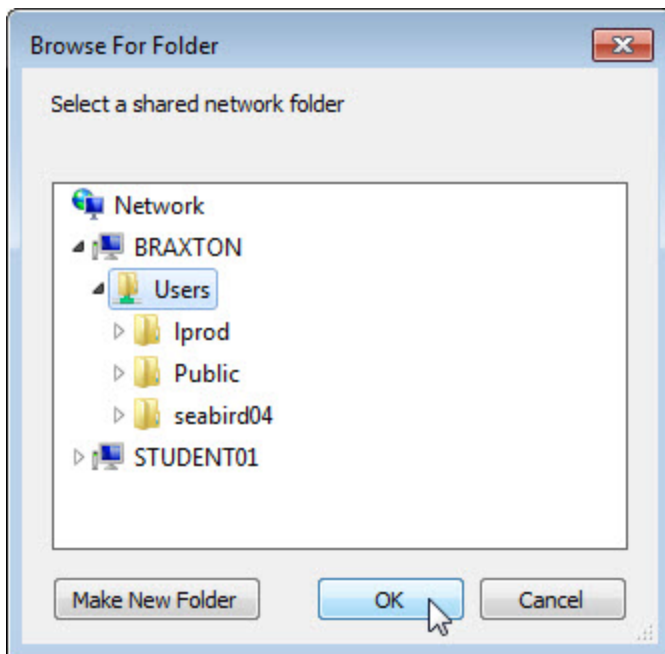 Browse For Folder
Select a shared network folder
Network
BRAXTON
Users
lprod
Public
seabird04
STUDENT01
Make New Folder OK Cancel